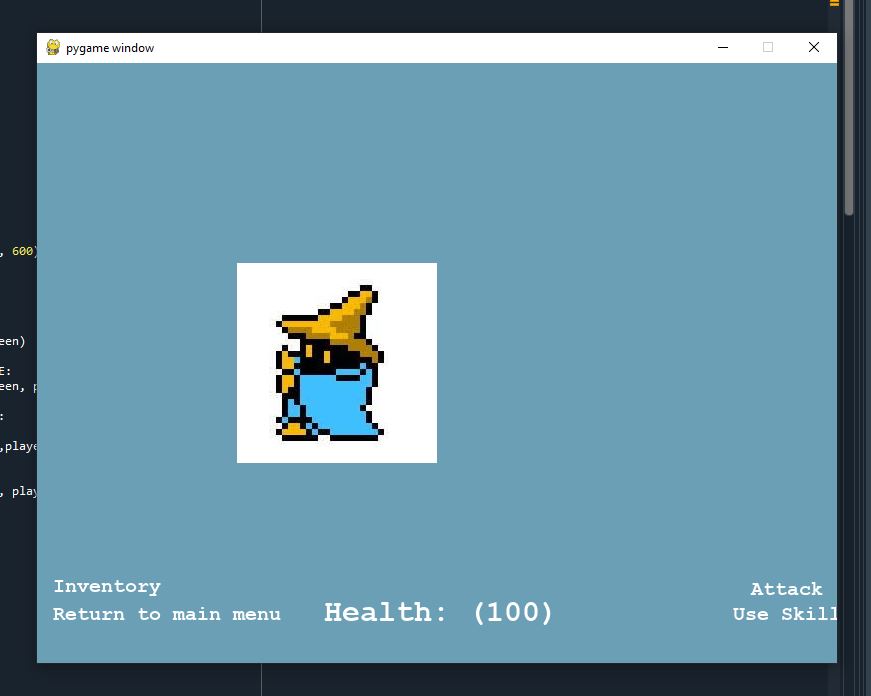 pygame window
, 600)
een)
E:
een, p
:
,playe
, play
Inventory
Attack
Return to main menu
Health: (100)
Use Skill